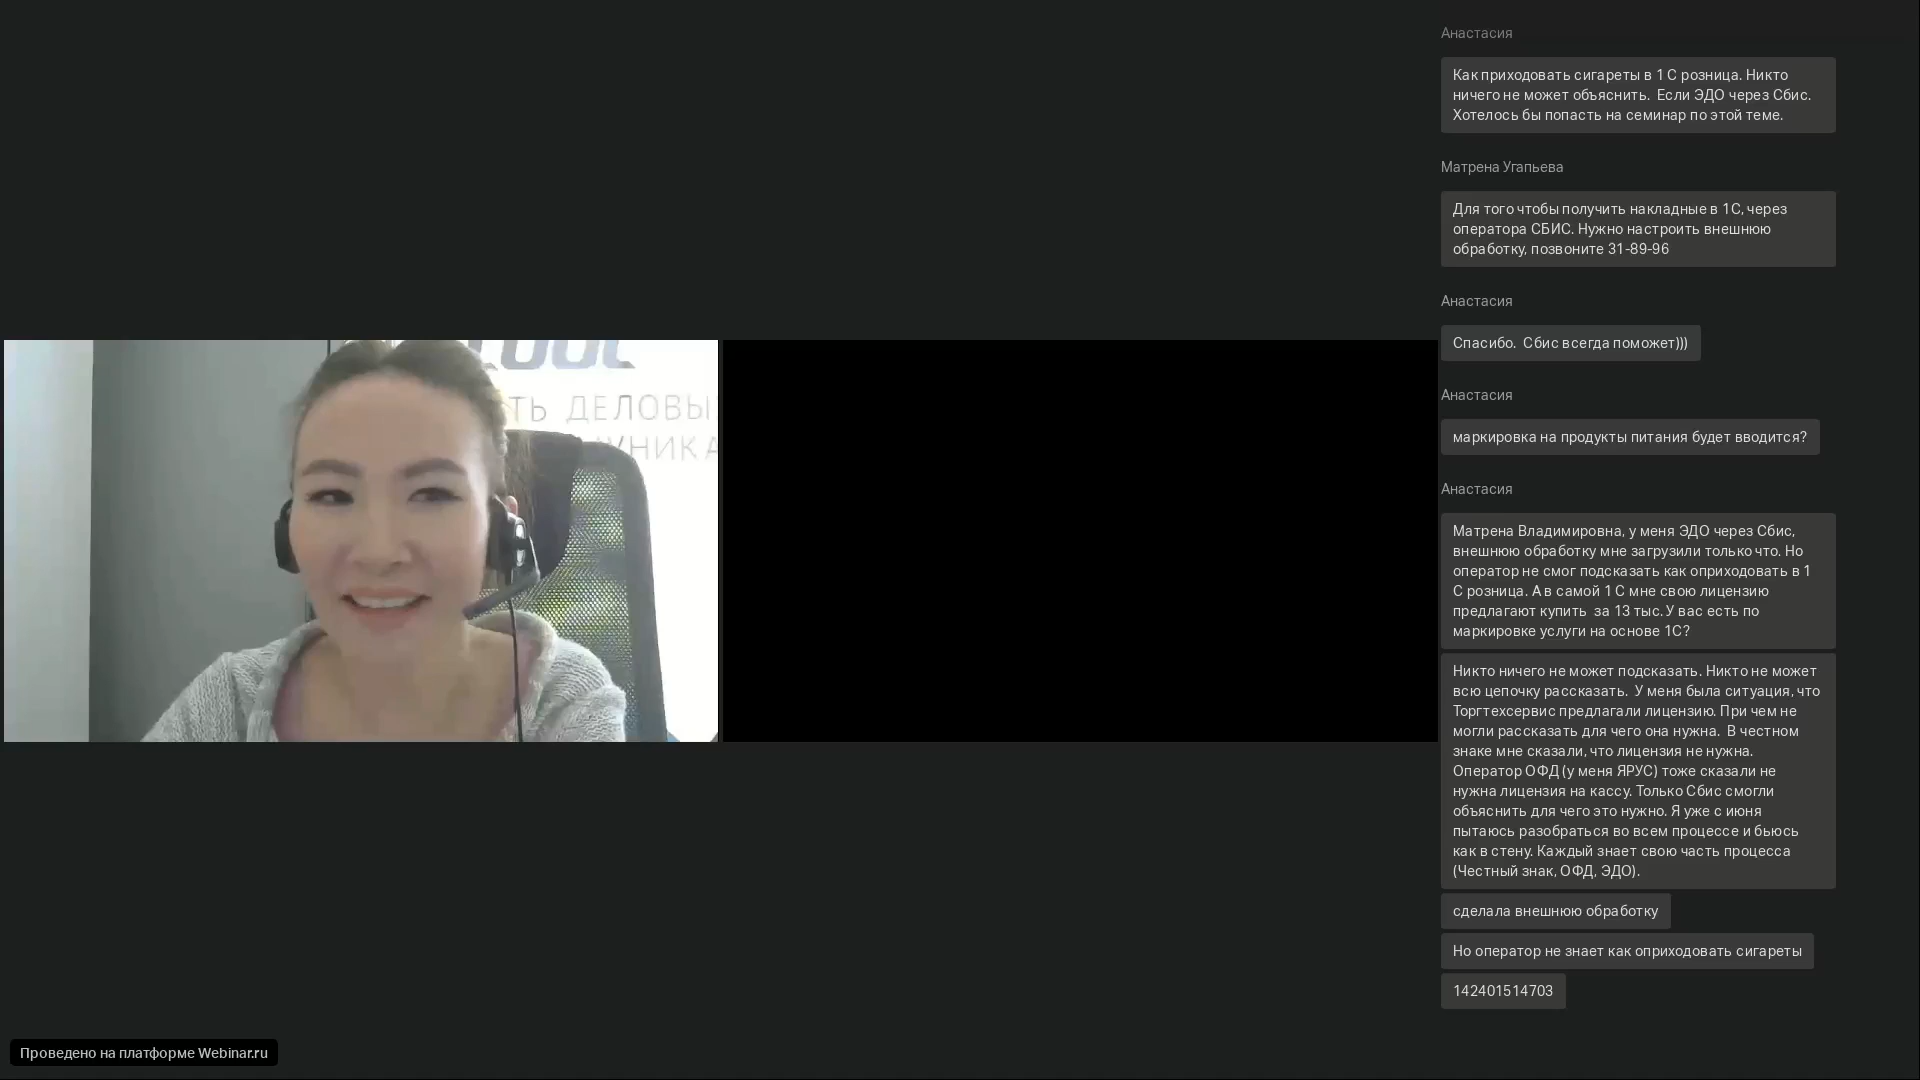 ТЬ ДЕЛОВЫ
НИКА
Анастасия
Как приходовать сигареты в 1 С розница. Никто
ничего не может объяснить.  Если ЭДО через Сбис.
Хотелось бы попасть на семинар по этой теме.
Матрена Угапьева
Для того чтобы получить накладные в 1С, через
оператора СБИС. Нужно настроить внешнюю
обработку, позвоните 31-89-96
Анастасия
Спасибо.  Сбис всегда поможет)))
Анастасия
маркировка на продукты питания будет вводится?
Анастасия
Матрена Владимировна, у меня ЭДО через Сбис,
внешнюю обработку мне загрузили только что. Но
оператор не смог подсказать как оприходовать в 1
С розница. А в самой 1 С мне свою лицензию
предлагают купить  за 13 тыс. У вас есть по
маркировке услуги на основе 1С?
Никто ничего не может подсказать. Никто не может
всю цепочку рассказать.  У меня была ситуация, что
Торгтехсервис предлагали лицензию. При чем не
могли рассказать для чего она нужна.  В честном
знаке мне сказали, что лицензия не нужна.
Оператор ОФД (у меня ЯРУС) тоже сказали не
нужна лицензия на кассу. Только Сбис смогли
объяснить для чего это нужно. Я уже с июня
пытаюсь разобраться во всем процессе и бьюсь
как в стену. Каждый знает свою часть процесса
(Честный знак, ОФД, ЭДО).
сделала внешнюю обработку
Но оператор не знает как оприходовать сигареты
142401514703
Проведено на платформе Webinar.ru